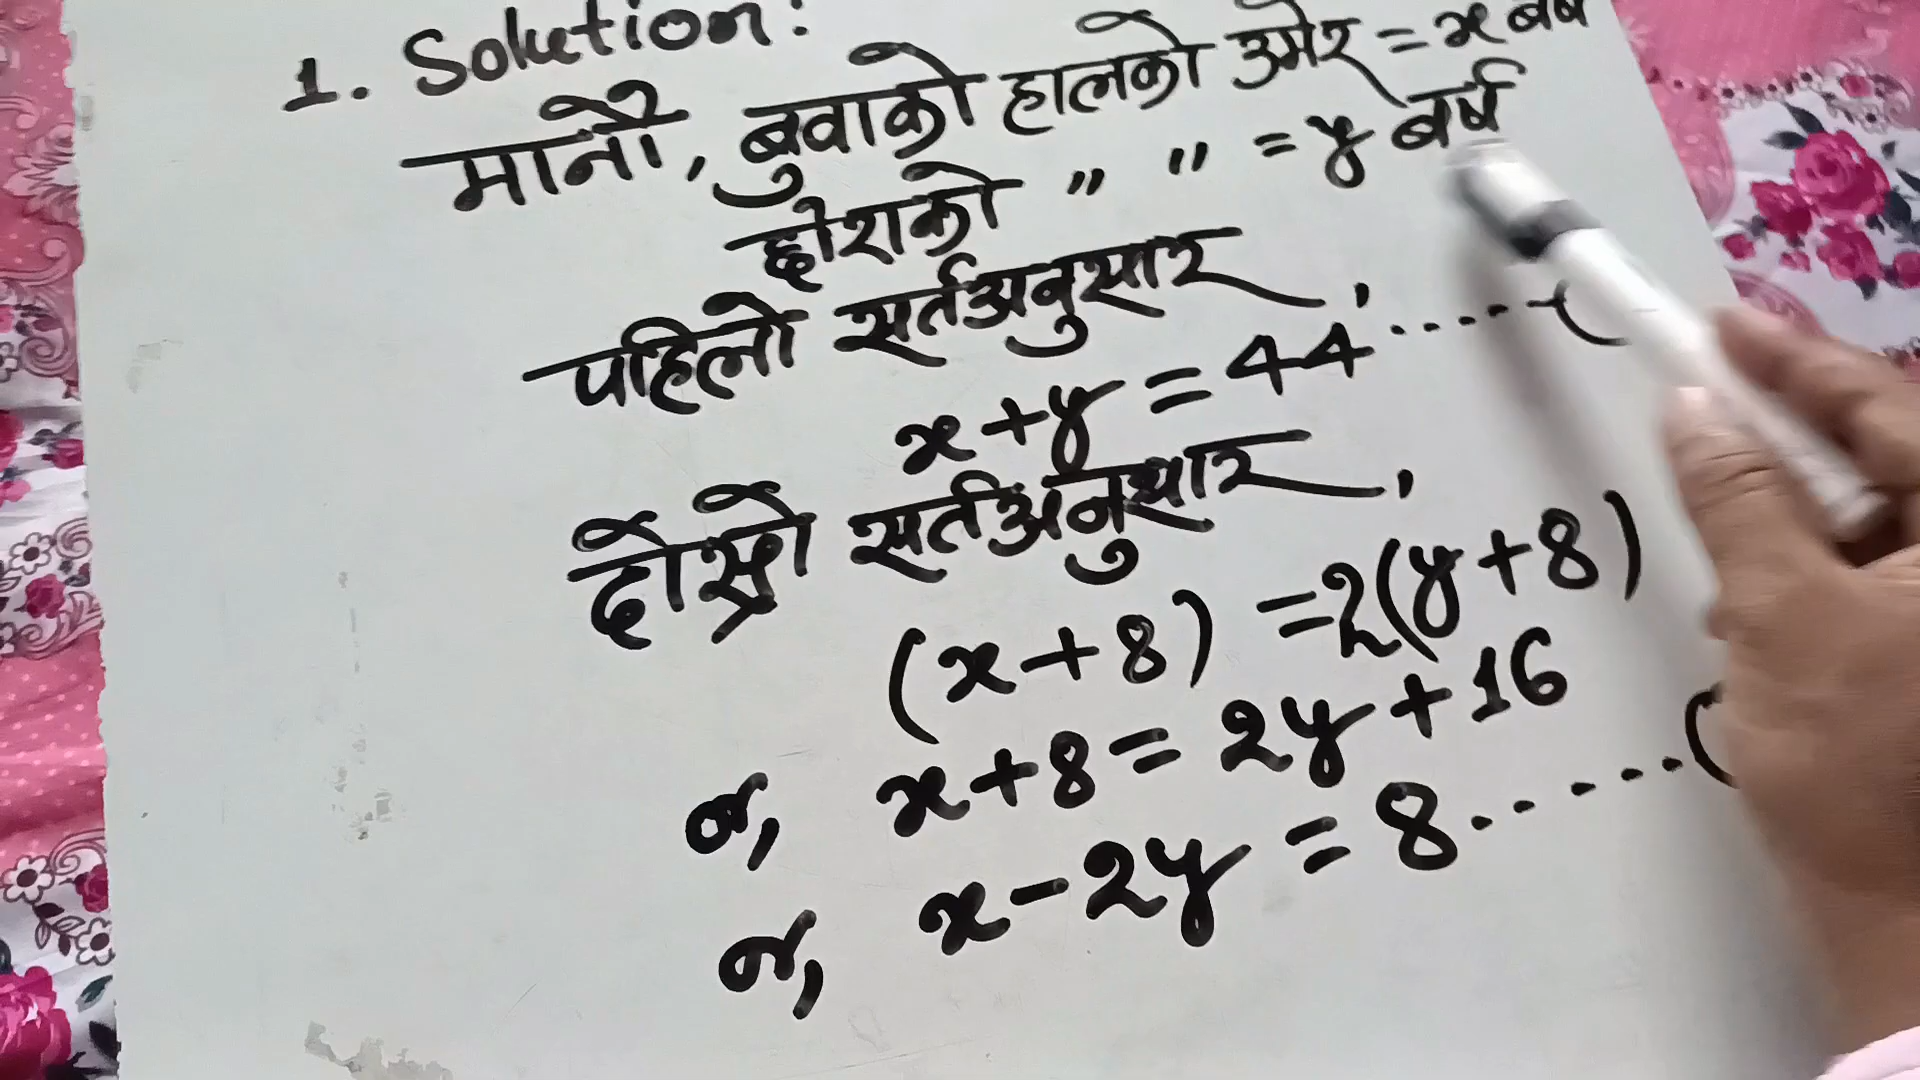 1. Solution:
मानौ, बुवाको हालको उमेर = x बर्ष
छोराको " " = y बर्ष
पहिलो सर्तअनुसार,
x + y = 44 ..... (
दोस्रो सर्तअनुसार,
(x + 8) = 2(y + 8)
or, x + 8 = 2y + 16
or, x - 2y = 8 ..... (